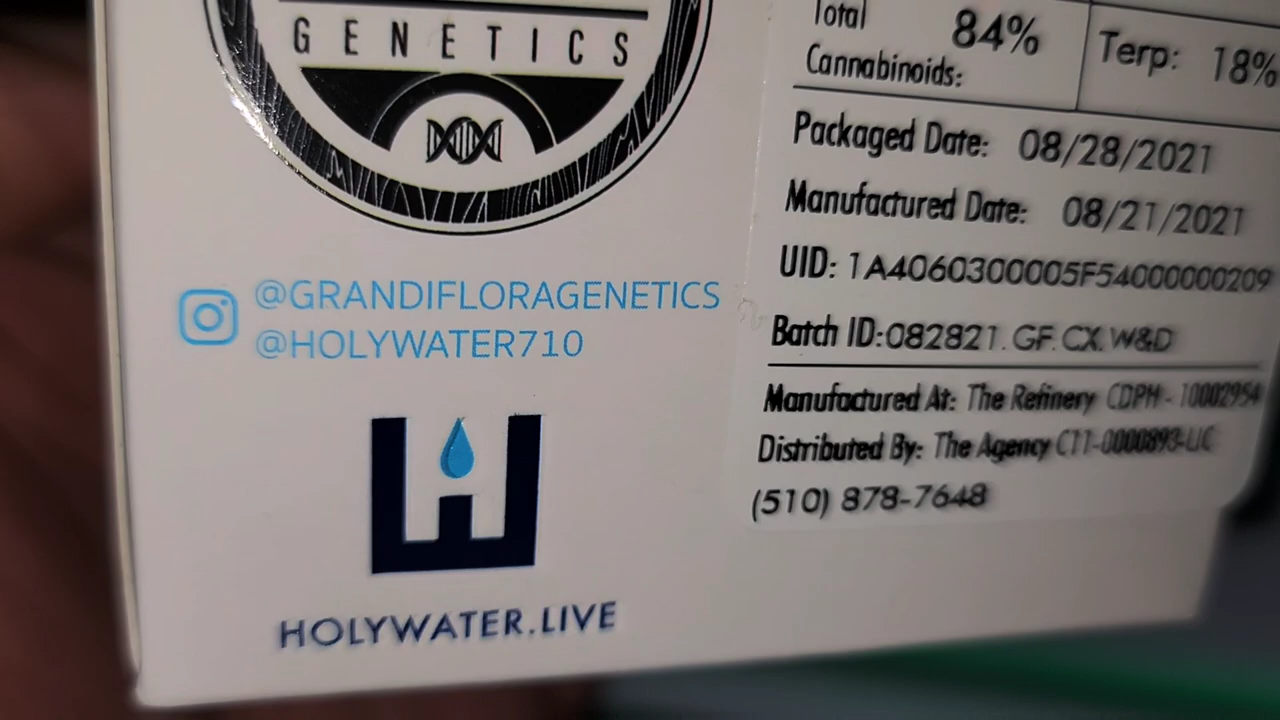 GENETICS
@GRANDIFLORAGENETICS
@HOLYWATER710
HOLYWATER.LIVE
Total Cannabinoids: 84%
Terp: 18%
Packaged Date: 08/28/2021
Manufactured Date: 08/21/2021
UID: 1A4060300005F54000000209
Batch ID:082821.GF.CX.W&D
Manufactured At: The Refinery CDPH - 10002954
Distributed By: The Agency C11-0000893-LIC
(510) 878-7648